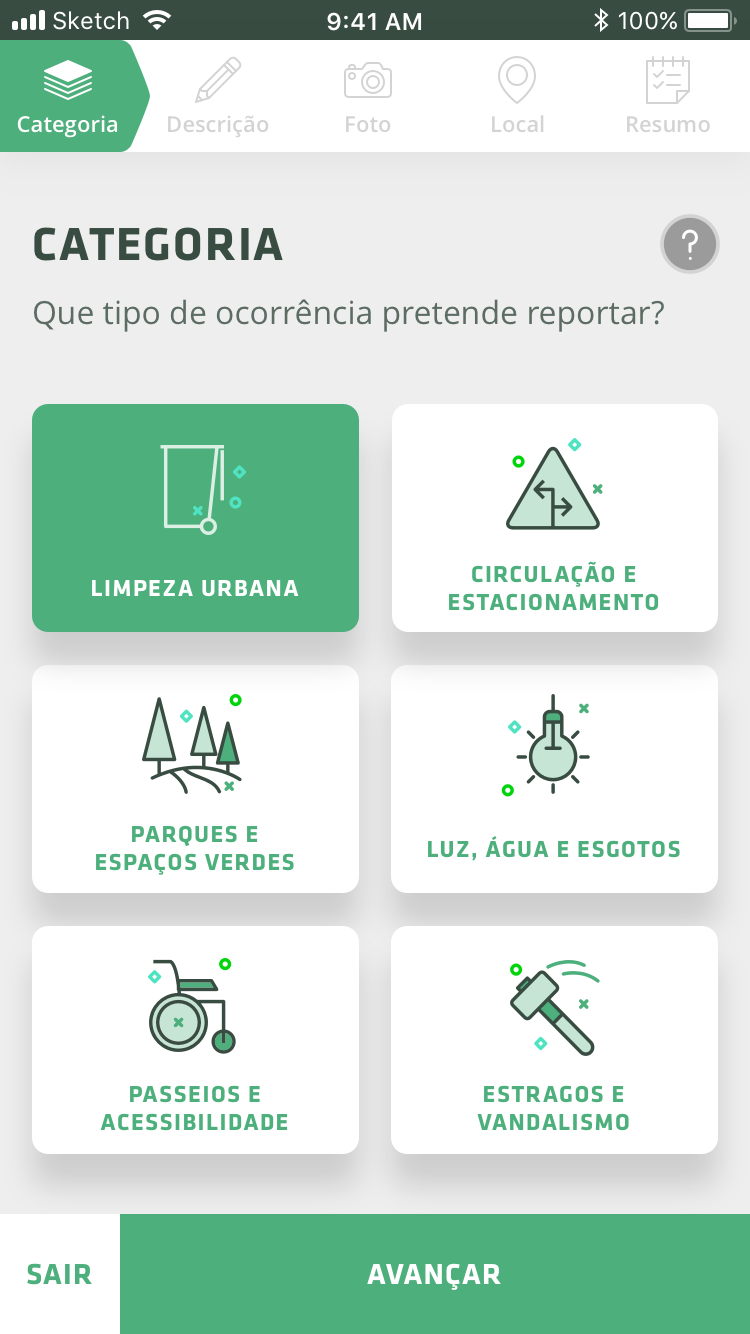 Sketch 9:41 AM 100%
Categoria Descrição Foto Local Resumo
CATEGORIA ?
Que tipo de ocorrência pretende reportar?
LIMPEZA URBANA
CIRCULAÇÃO E
ESTACIONAMENTO
PARQUES E
ESPAÇOS VERDES
LUZ, ÁGUA E ESGOTOS
PASSEIOS E
ACESSIBILIDADE
ESTRAGOS E
VANDALISMO
SAIR AVANÇAR